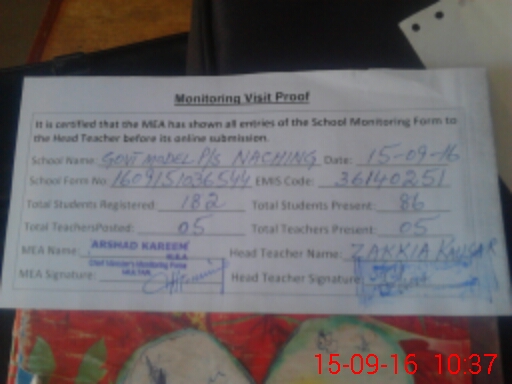 Monitoring Visit Proof
It is certified that the MEA has shown all entries of the School Monitoring Form to
the Head Teacher before its online submission.
School Name: GOVT MODEL P/S NACHING Date: 15-09-16
School Form No: 1609151036544 EMIS Code: 36140251
Total Students Registered: 182 Total Students Present: 86
Total Teachers Posted: 05 Total Teachers Present: 05
MEA Name: ARSHAD KAREEM Head Teacher Name: ZAKKIA
M.E.A
Chief Minister's Monitoring Force
MEA Signature: Head Teacher Signature:
15-09-16 10:37